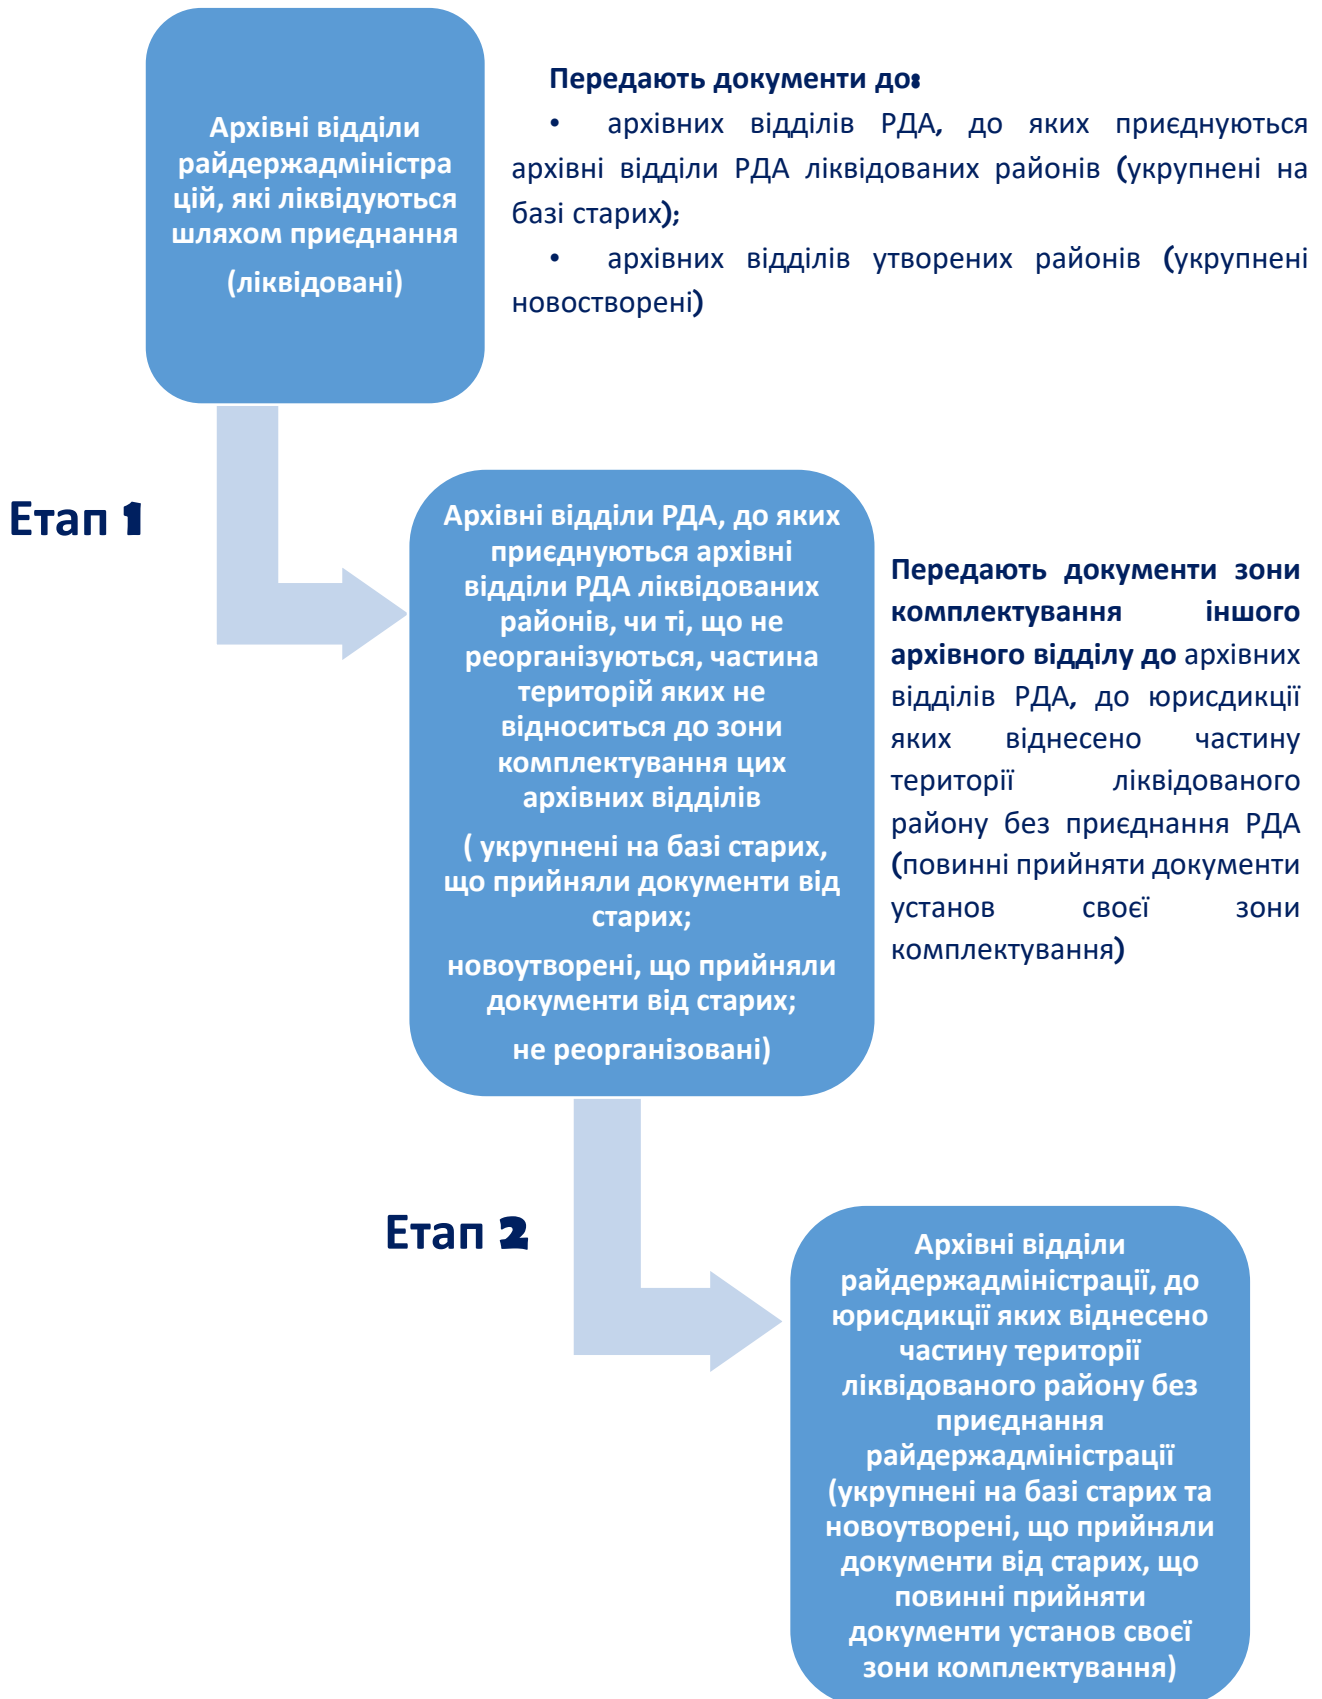 Архівні відділи
райдержадміністра
цій, які ліквідуються
шляхом приєднання
(ліквідовані)
Передають документи до:
• архівних відділів РДА, до яких приєднуються
архівні відділи РДА ліквідованих районів (укрупнені на
базі старих);
• архівних відділів утворених районів (укрупнені
новостворені)
Етап 1
Архівні відділи РДА, до яких
приєднуються архівні
відділи РДА ліквідованих
районів, чи ті, що не
реорганізуються, частина
територій яких не
відноситься до зони
комплектування цих
архівних відділів
( укрупнені на базі старих,
що прийняли документи від
старих;
новоутворені, що прийняли
документи від старих;
не реорганізовані)
Передають документи зони
комплектування іншого
архівного відділу до архівних
відділів РДА, до юрисдикції
яких віднесено частину
території ліквідованого
району без приєднання РДА
(повинні прийняти документи
установ своєї зони
комплектування)
Етап 2
Архівні відділи
райдержадміністрації, до
юрисдикції яких віднесено
частину території
ліквідованого району без
приєднання
райдержадміністрації
(укрупнені на базі старих та
новоутворені, що прийняли
документи від старих, що
повинні прийняти
документи установ своєї
зони комплектування)